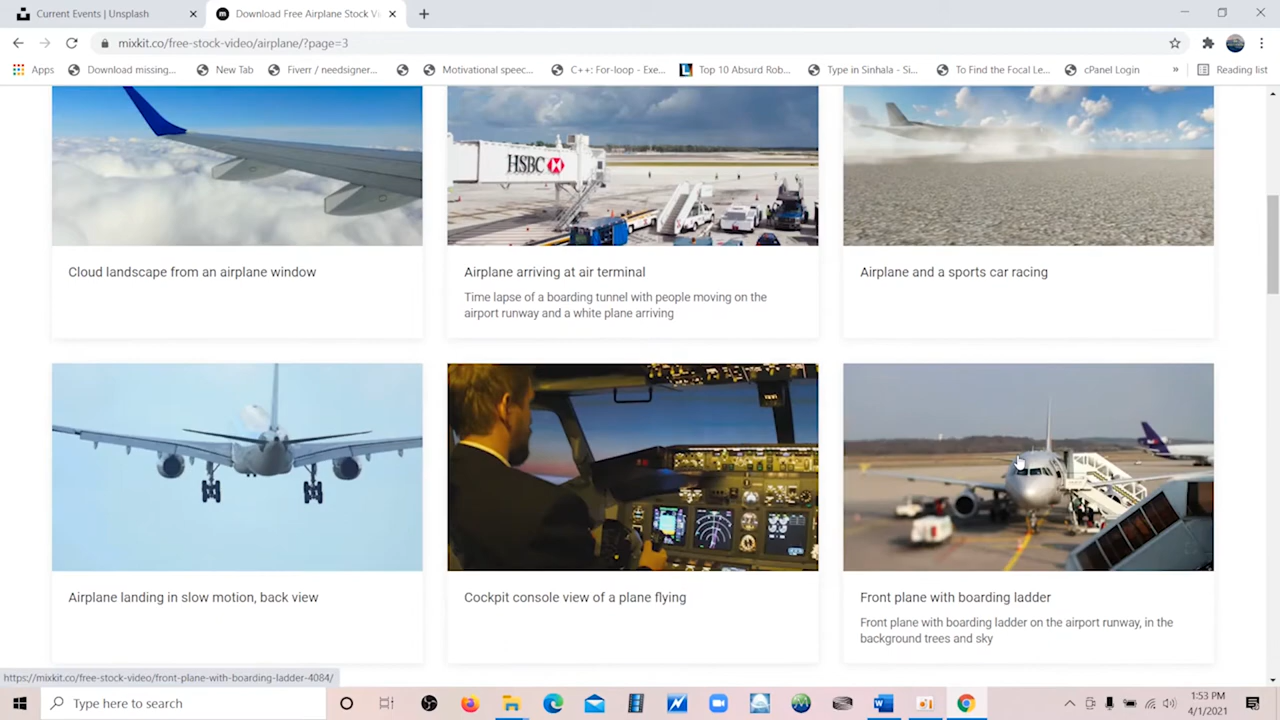 Current Events | Unsplash
Download Free Airplane Stock V
mixkit.co/free-stock-video/airplane/?page=3
Apps
Download missing...
New Tab
Fiverr / needsigner...
Motivational speec...
C++: For-loop - Exe...
Top 10 Absurd Rob...
Type in Sinhala - Si...
To Find the Focal Le...
cPanel Login
»
Reading list
HSBC
Cloud landscape from an airplane window
Airplane arriving at air terminal
Time lapse of a boarding tunnel with people moving on the
airport runway and a white plane arriving
Airplane and a sports car racing
Airplane landing in slow motion, back view
Cockpit console view of a plane flying
Front plane with boarding ladder
Front plane with boarding ladder on the airport runway, in the
background trees and sky
https://mixkit.co/free-stock-video/front-plane-with-boarding-ladder-4084/
Type here to search
1:53 PM
4/1/2021